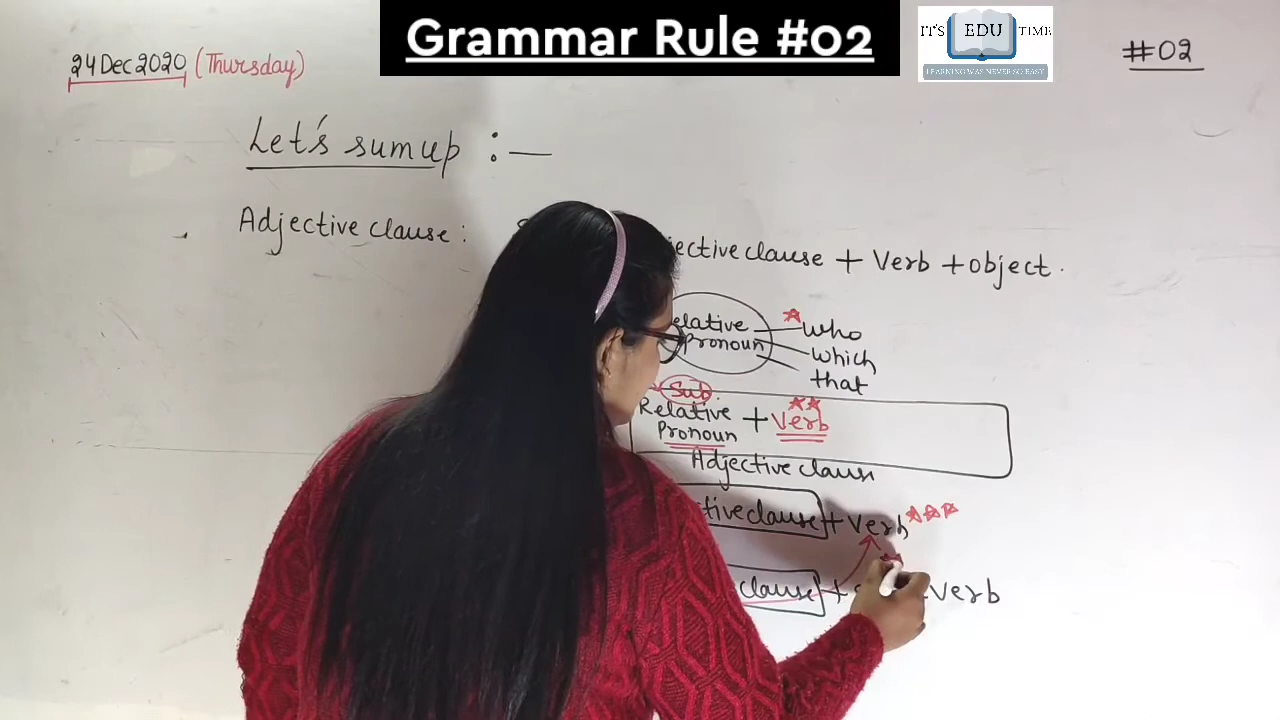 Grammar Rule #02
IT'S EDU TIME
LEARNING WAS NEVER SO EASY
#02
24 Dec 2020 (Thursday)
Let's sum up :—
Adjective clause :
jective clause + Verb + object.
elative
Pronoun
who
which
that
Sub
Relative
Pronoun
+ Verb
Adjective clause
ctive clause + Verb
clause +
Verb